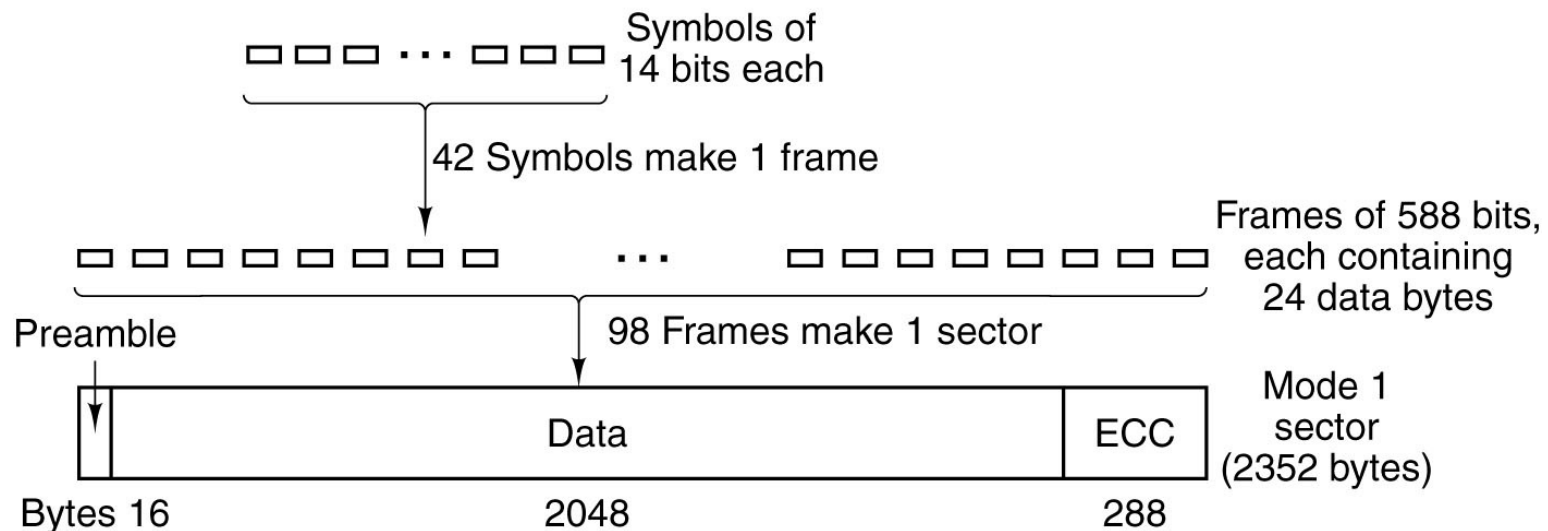 Symbols of
14 bits each
42 Symbols make 1 frame
Frames of 588 bits,
each containing
24 data bytes
Preamble
98 Frames make 1 sector
Data
ECC
Mode 1
sector
(2352 bytes)
Bytes 16
2048
288